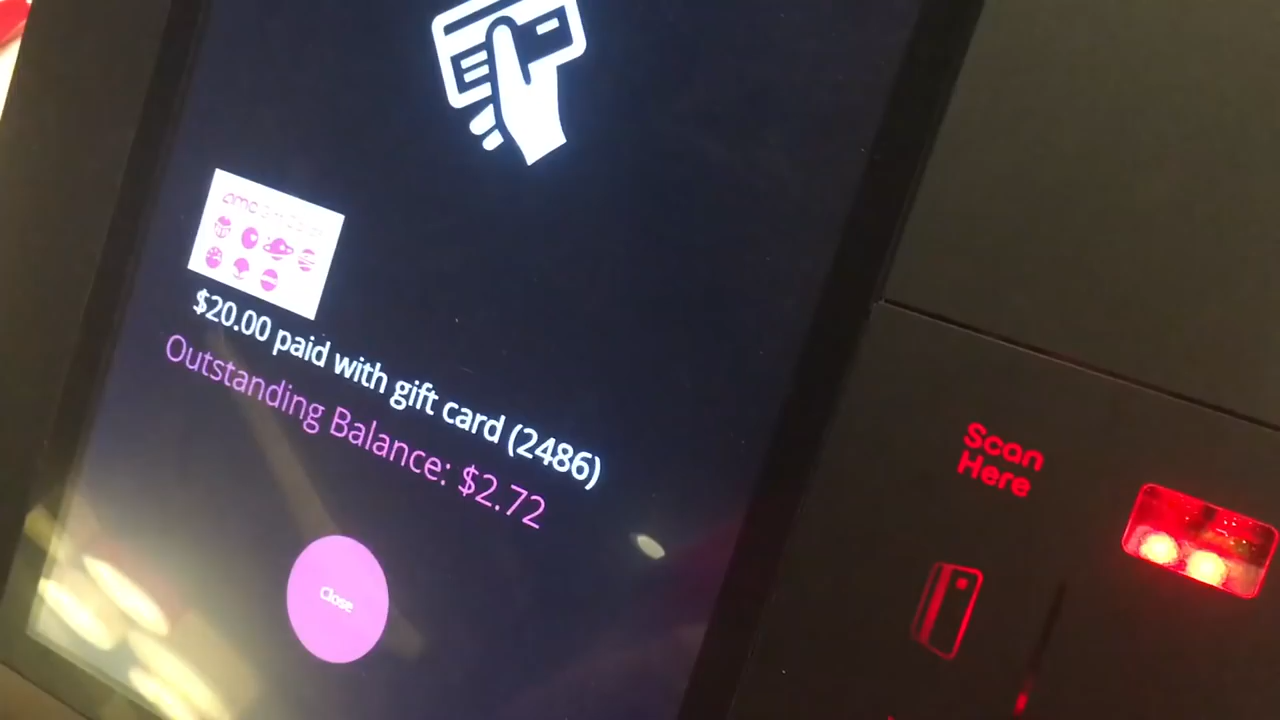 $20.00 paid with gift card (2486)
Outstanding Balance: $2.72
Close
Scan
Here